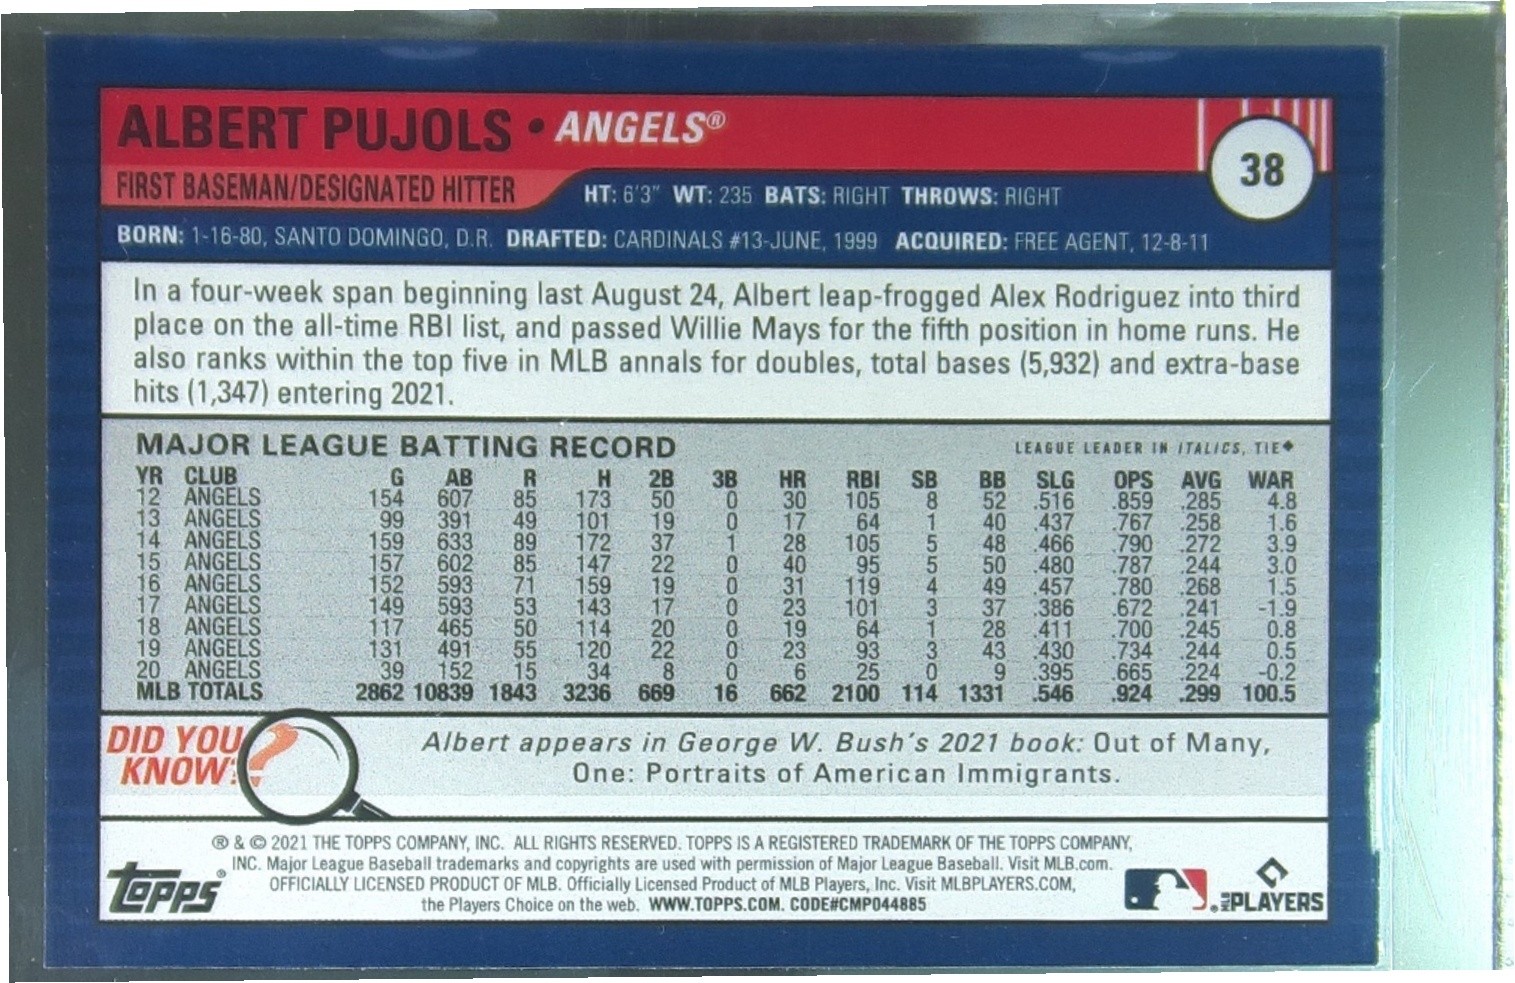 ALBERT PUJOLS • ANGELS®
38
FIRST BASEMAN/DESIGNATED HITTER
HT: 6'3" WT: 235 BATS: RIGHT THROWS: RIGHT
BORN: 1-16-80, SANTO DOMINGO, D.R. DRAFTED: CARDINALS #13-JUNE, 1999 ACQUIRED: FREE AGENT, 12-8-11
In a four-week span beginning last August 24, Albert leap-frogged Alex Rodriguez into third
place on the all-time RBI list, and passed Willie Mays for the fifth position in home runs. He
also ranks within the top five in MLB annals for doubles, total bases (5,932) and extra-base
hits (1,347) entering 2021.
MAJOR LEAGUE BATTING RECORD LEAGUE LEADER IN ITALICS, TIE◆
YR CLUB G AB R H 2B 3B HR RBI SB BB SLG OPS AVG WAR
12 ANGELS 154 607 85 173 50 0 30 105 8 52 .516 .859 .285 4.8
13 ANGELS 99 391 49 101 19 0 17 64 1 40 .437 .767 .258 1.6
14 ANGELS 159 633 89 172 37 1 28 105 5 48 .466 .790 .272 3.9
15 ANGELS 157 602 85 147 22 0 40 95 5 50 .480 .787 .244 3.0
16 ANGELS 152 593 71 159 19 0 31 119 4 49 .457 .780 .268 1.5
17 ANGELS 149 593 53 143 17 0 23 101 3 37 .386 .672 .241 -1.9
18 ANGELS 117 465 50 114 20 0 19 64 1 28 .411 .700 .245 0.8
19 ANGELS 131 491 55 120 22 0 23 93 3 43 .430 .734 .244 0.5
20 ANGELS 39 152 15 34 8 0 6 25 0 9 .395 .665 .224 -0.2
MLB TOTALS 2862 10839 1843 3236 669 16 662 2100 114 1331 .546 .924 .299 100.5
DID YOU
KNOW?
Albert appears in George W. Bush's 2021 book: Out of Many,
One: Portraits of American Immigrants.
® & © 2021 THE TOPPS COMPANY, INC. ALL RIGHTS RESERVED. TOPPS IS A REGISTERED TRADEMARK OF THE TOPPS COMPANY,
INC. Major League Baseball trademarks and copyrights are used with permission of Major League Baseball. Visit MLB.com.
OFFICIALLY LICENSED PRODUCT OF MLB. Officially Licensed Product of MLB Players, Inc. Visit MLBPLAYERS.COM,
the Players Choice on the web. WWW.TOPPS.COM. CODE#CMP044885
topps®
MLB PLAYERS